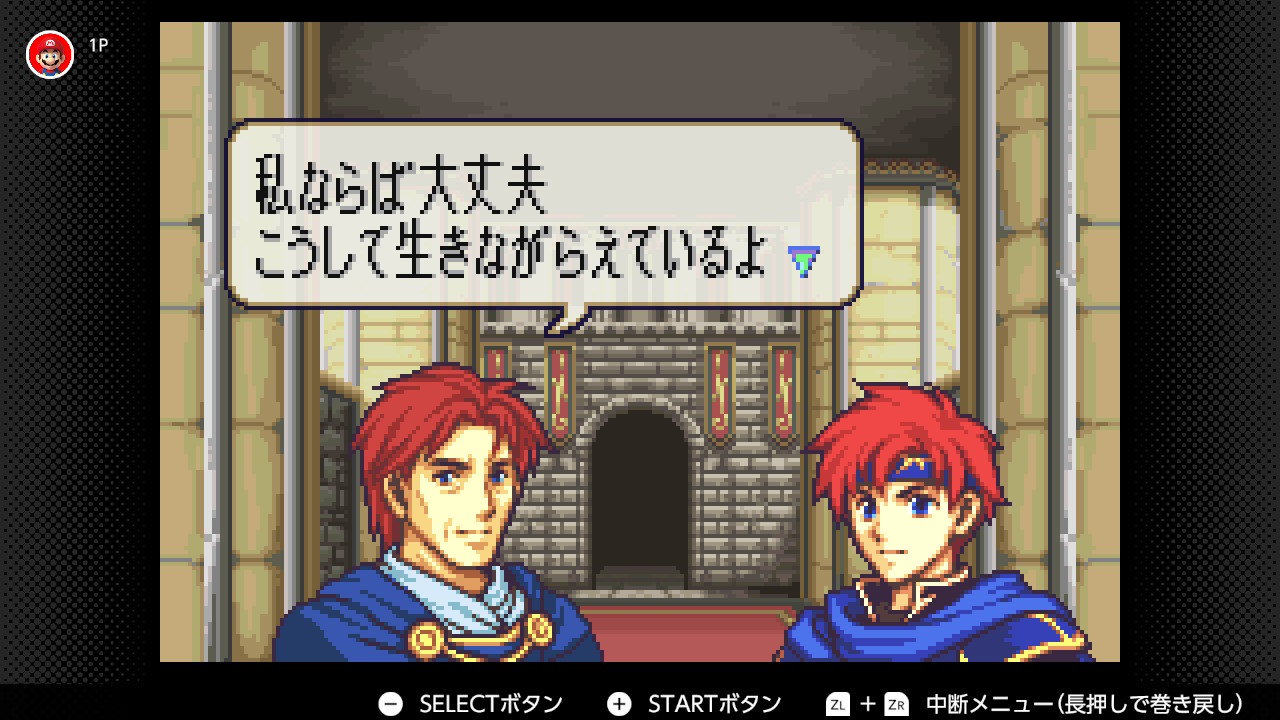 1P
私ならば大丈夫
こうして生きながらえているよ
SELECTボタン STARTボタン ZL + ZR 中断メニュー(長押しで巻き戻し)